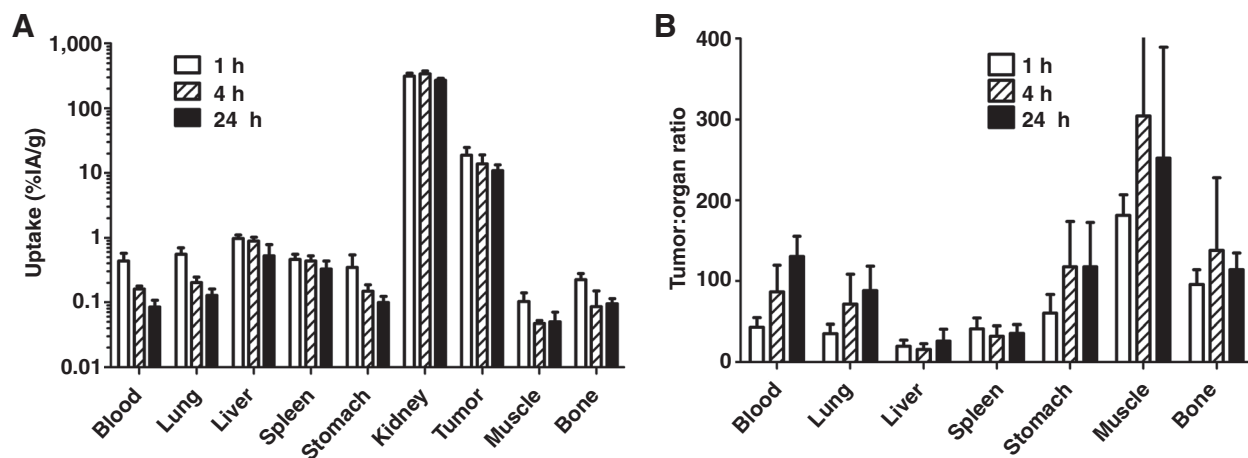 A
Uptake (%IA/g)
1,000
100
10
1
0.1
0.01
1 h
4 h
24 h
Blood
Lung
Liver
Spleen
Stomach
Kidney
Tumor
Muscle
Bone
B
Tumor:organ ratio
400
300
200
100
0
1 h
4 h
24 h
Blood
Lung
Liver
Spleen
Stomach
Muscle
Bone